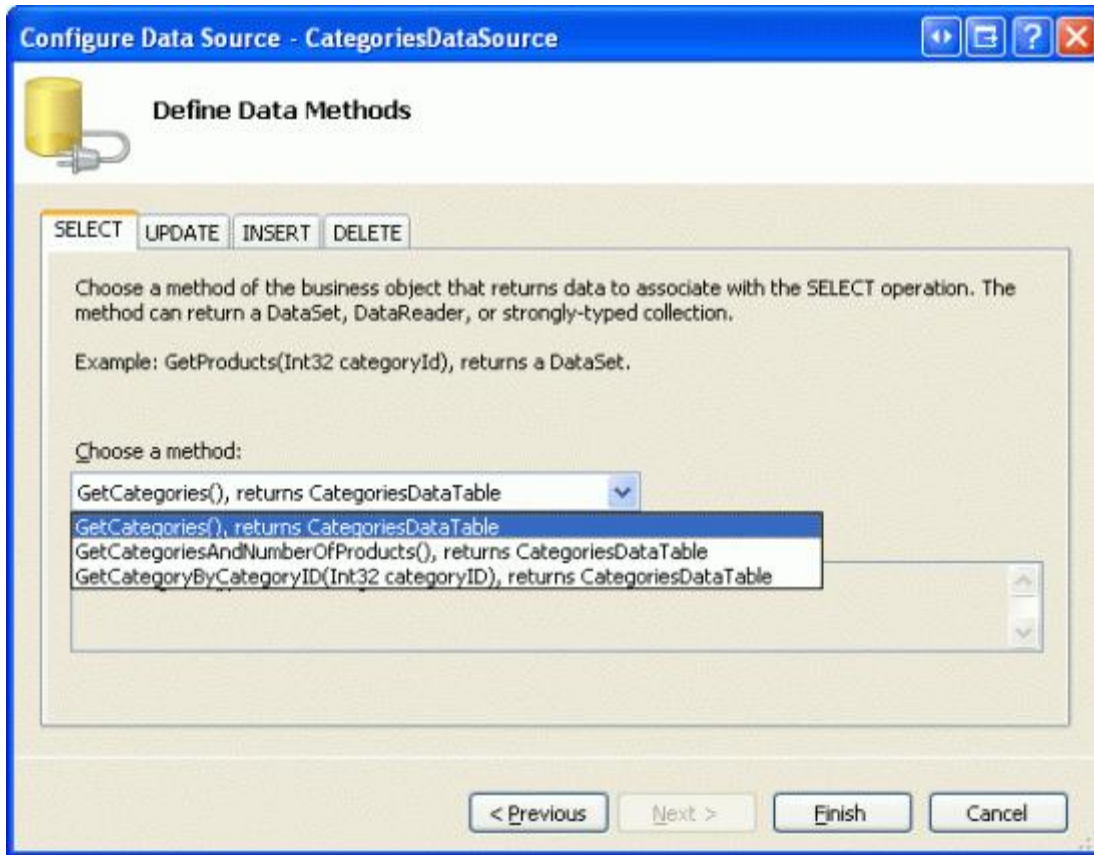 Configure Data Source - CategoriesDataSource
Define Data Methods
SELECT UPDATE INSERT DELETE
Choose a method of the business object that returns data to associate with the SELECT operation. The
method can return a DataSet, DataReader, or strongly-typed collection.
Example: GetProducts(Int32 categoryId), returns a DataSet.
Choose a method:
GetCategories(), returns CategoriesDataTable
GetCategories(), returns CategoriesDataTable
GetCategoriesAndNumberOfProducts(), returns CategoriesDataTable
GetCategoryByCategoryID(Int32 categoryID), returns CategoriesDataTable
< Previous Next > Finish Cancel